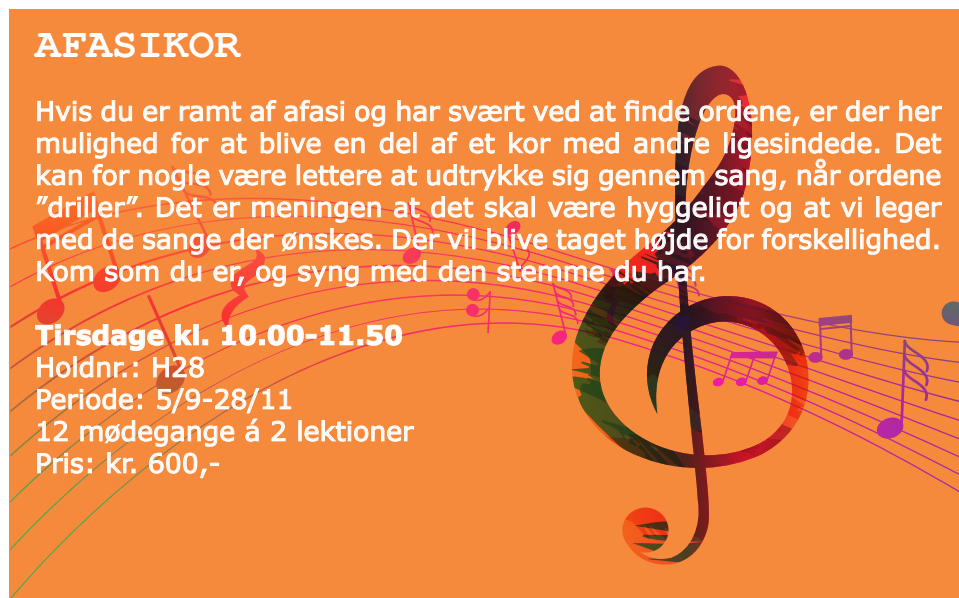 AFASIKOR
Hvis du er ramt af afasi og har svært ved at finde ordene, er der her
mulighed for at blive en del af et kor med andre ligesindede. Det
kan for nogle være lettere at udtrykke sig gennem sang, når ordene
”driller”. Det er meningen at det skal være hyggeligt og at vi leger
med de sange der ønskes. Der vil blive taget højde for forskellighed.
Kom som du er, og syng med den stemme du har.
Tirsdage kl. 10.00-11.50
Holdnr.: H28
Periode: 5/9-28/11
12 mødegange á 2 lektioner
Pris: kr. 600,-